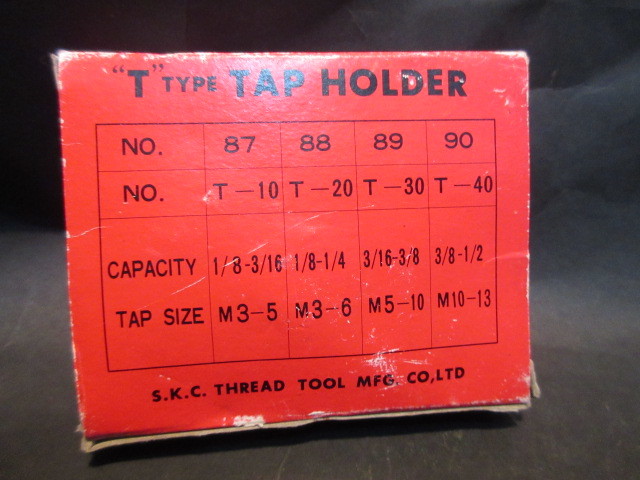 "T" TYPE TAP HOLDER
NO. 87 88 89 90
NO. T-10 T-20 T-30 T-40
CAPACITY 1/8-3/16 1/8-1/4 3/16-3/8 3/8-1/2
TAP SIZE M3-5 M3-6 M5-10 M10-13
S.K.C. THREAD TOOL MFG. CO,LTD